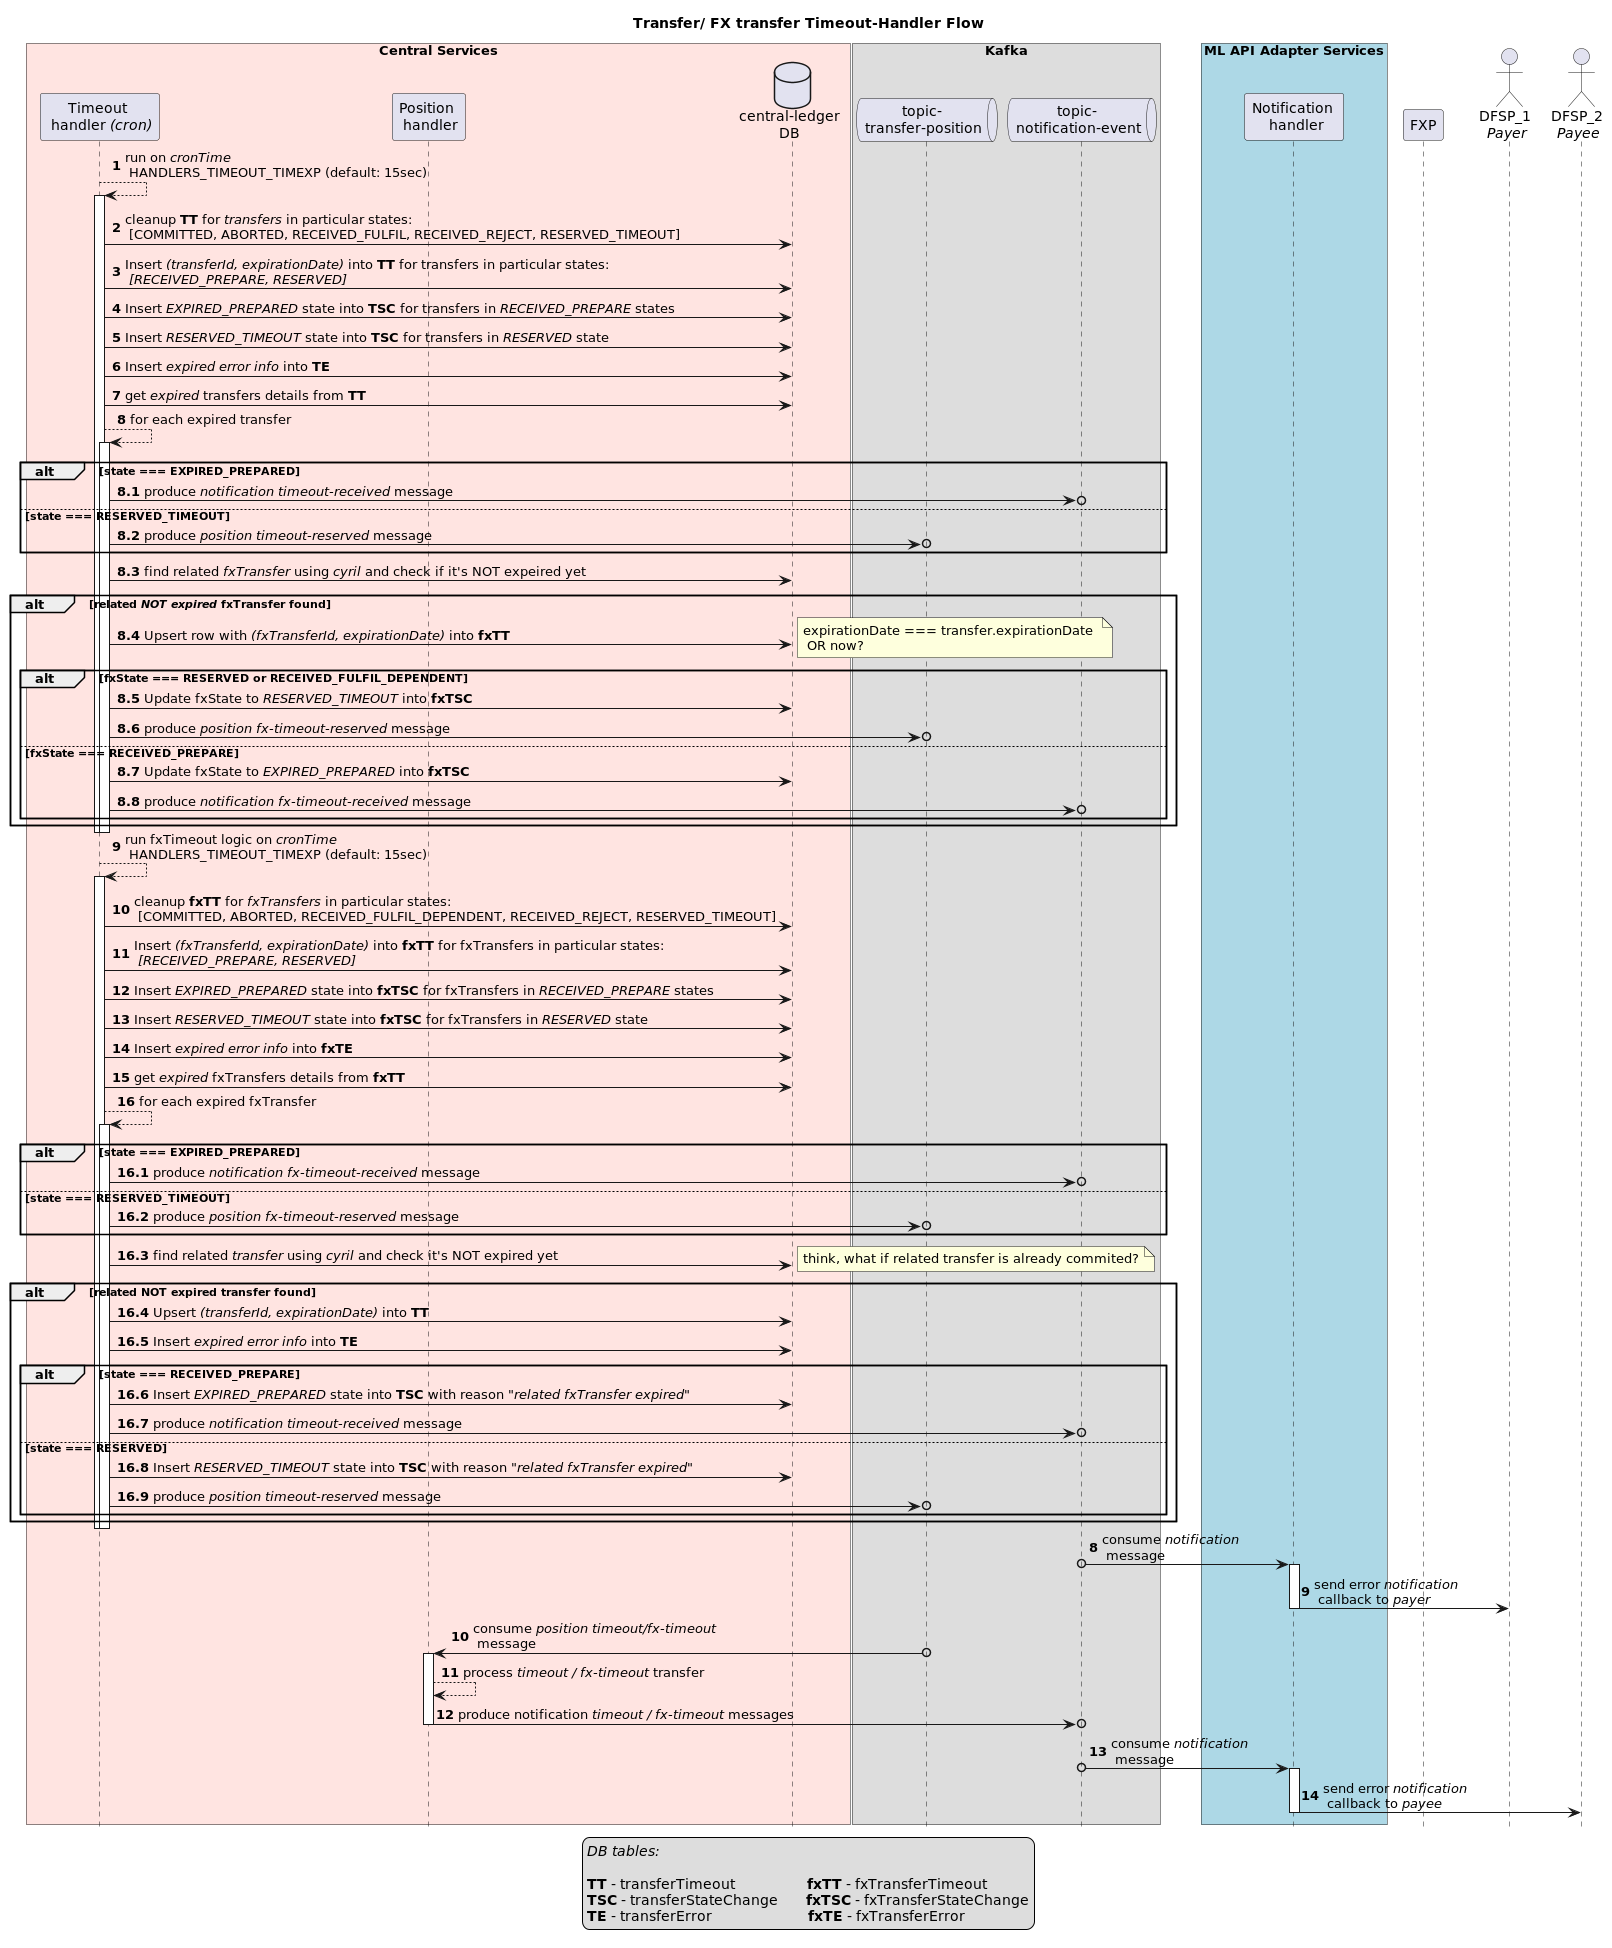 Transfer/ FX transfer Timeout-Handler Flow
Central Services
Kafka
ML API Adapter Services
Timeout
handler (cron)
Position
handler
central-ledger
DB
topic-
transfer-position
topic-
notification-event
Notification
handler
FXP
DFSP_1
Payer
DFSP_2
Payee
1 run on cronTime
HANDLERS_TIMEOUT_TIMEXP (default: 15sec)
2 cleanup TT for transfers in particular states:
[COMMITTED, ABORTED, RECEIVED_FULFIL, RECEIVED_REJECT, RESERVED_TIMEOUT]
3 Insert (transferId, expirationDate) into TT for transfers in particular states:
[RECEIVED_PREPARE, RESERVED]
4 Insert EXPIRED_PREPARED state into TSC for transfers in RECEIVED_PREPARE states
5 Insert RESERVED_TIMEOUT state into TSC for transfers in RESERVED state
6 Insert expired error info into TE
7 get expired transfers details from TT
8 for each expired transfer
alt [state === EXPIRED_PREPARED]
8.1 produce notification timeout-received message
[state === RESERVED_TIMEOUT]
8.2 produce position timeout-reserved message
8.3 find related fxTransfer using cyril and check if it's NOT expeired yet
alt [related NOT expired fxTransfer found]
8.4 Upsert row with (fxTransferId, expirationDate) into fxTT
expirationDate === transfer.expirationDate
OR now?
alt [fxState === RESERVED or RECEIVED_FULFIL_DEPENDENT]
8.5 Update fxState to RESERVED_TIMEOUT into fxTSC
8.6 produce position fx-timeout-reserved message
[fxState === RECEIVED_PREPARE]
8.7 Update fxState to EXPIRED_PREPARED into fxTSC
8.8 produce notification fx-timeout-received message
9 run fxTimeout logic on cronTime
HANDLERS_TIMEOUT_TIMEXP (default: 15sec)
10 cleanup fxTT for fxTransfers in particular states:
[COMMITTED, ABORTED, RECEIVED_FULFIL_DEPENDENT, RECEIVED_REJECT, RESERVED_TIMEOUT]
11 Insert (fxTransferId, expirationDate) into fxTT for fxTransfers in particular states:
[RECEIVED_PREPARE, RESERVED]
12 Insert EXPIRED_PREPARED state into fxTSC for fxTransfers in RECEIVED_PREPARE states
13 Insert RESERVED_TIMEOUT state into fxTSC for fxTransfers in RESERVED state
14 Insert expired error info into fxTE
15 get expired fxTransfers details from fxTT
16 for each expired fxTransfer
alt [state === EXPIRED_PREPARED]
16.1 produce notification fx-timeout-received message
[state === RESERVED_TIMEOUT]
16.2 produce position fx-timeout-reserved message
16.3 find related transfer using cyril and check it's NOT expired yet
think, what if related transfer is already commited?
alt [related NOT expired transfer found]
16.4 Upsert (transferId, expirationDate) into TT
16.5 Insert expired error info into TE
alt [state === RECEIVED_PREPARE]
16.6 Insert EXPIRED_PREPARED state into TSC with reason "related fxTransfer expired"
16.7 produce notification timeout-received message
[state === RESERVED]
16.8 Insert RESERVED_TIMEOUT state into TSC with reason "related fxTransfer expired"
16.9 produce position timeout-reserved message
8 consume notification
message
9 send error notification
callback to payer
10 consume position timeout/fx-timeout
message
11 process timeout / fx-timeout transfer
12 produce notification timeout / fx-timeout messages
13 consume notification
message
14 send error notification
callback to payee
DB tables:
TT - transferTimeout fxTT - fxTransferTimeout
TSC - transferStateChange fxTSC - fxTransferStateChange
TE - transferError fxTE - fxTransferError